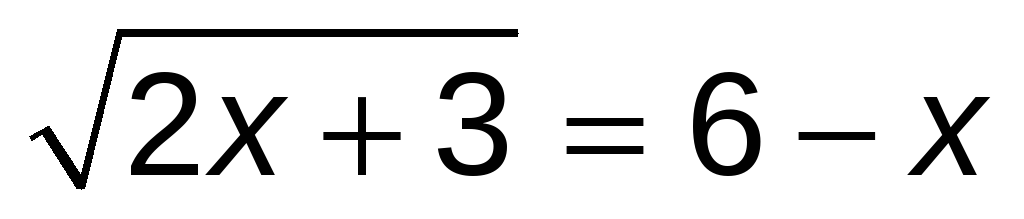 √2x + 3 = 6 − x